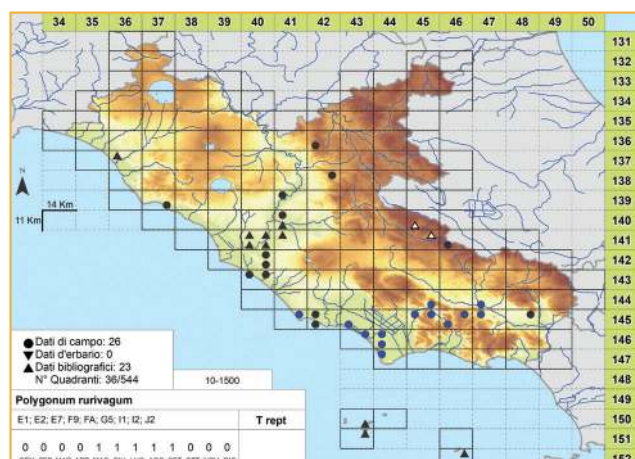 34 35 36 37 38 39 40 41 42 43 44 45 46 47 48 49 50
131
132
133
134
135
136
137
138
139
140
141
142
143
144
145
146
147
148
149
150
151
N
14 Km
11 Km
Dati di campo: 26
Dati d'erbario: 0
Dati bibliografici: 23
N° Quadranti: 36/544
10-1500
Polygonum rurivagum
E1; E2; E7; F9; FA; G5; I1; I2; J2
T rept
0 0 0 0 1 1 1 1 1 0 0 0